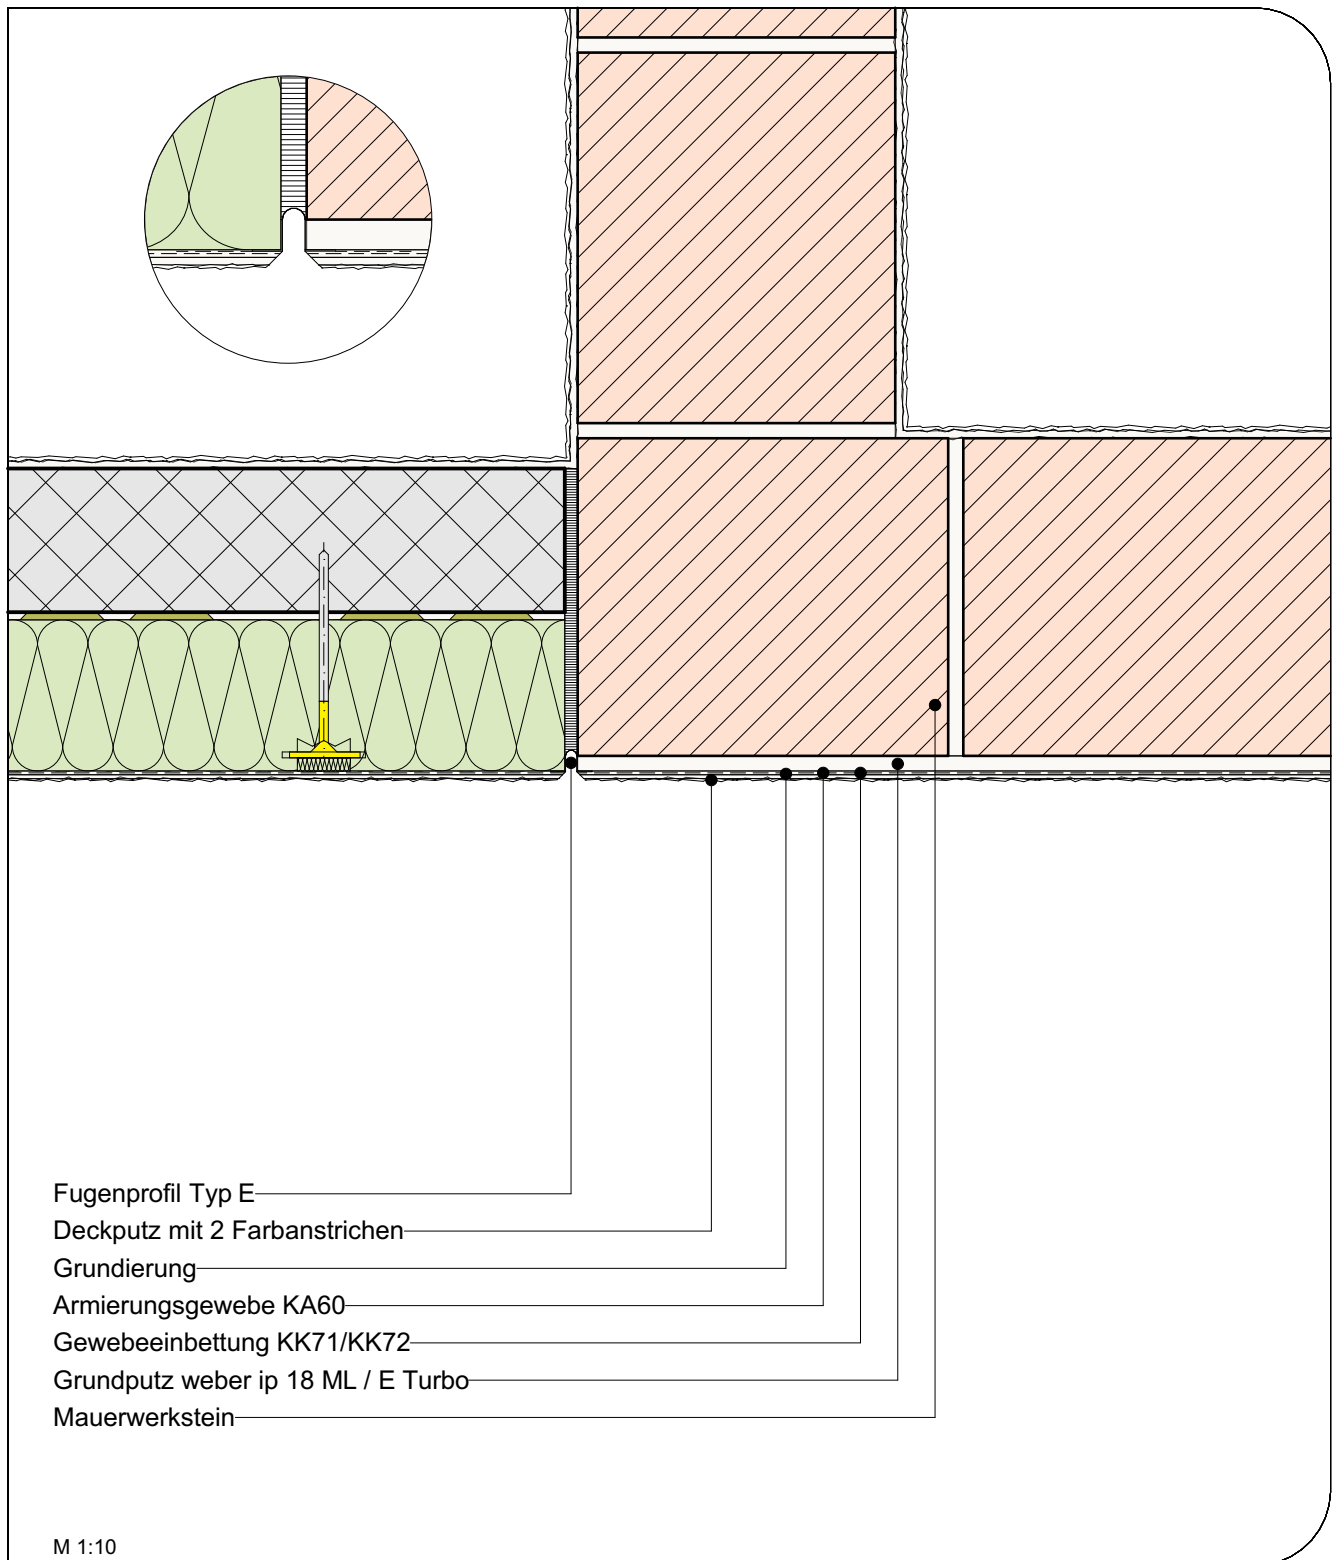 Fugenprofil Typ E
Deckputz mit 2 Farbanstrichen
Grundierung
Armierungsgewebe KA60
Gewebeeinbettung KK71/KK72
Grundputz weber ip 18 ML / E Turbo
Mauerwerkstein
M 1:10